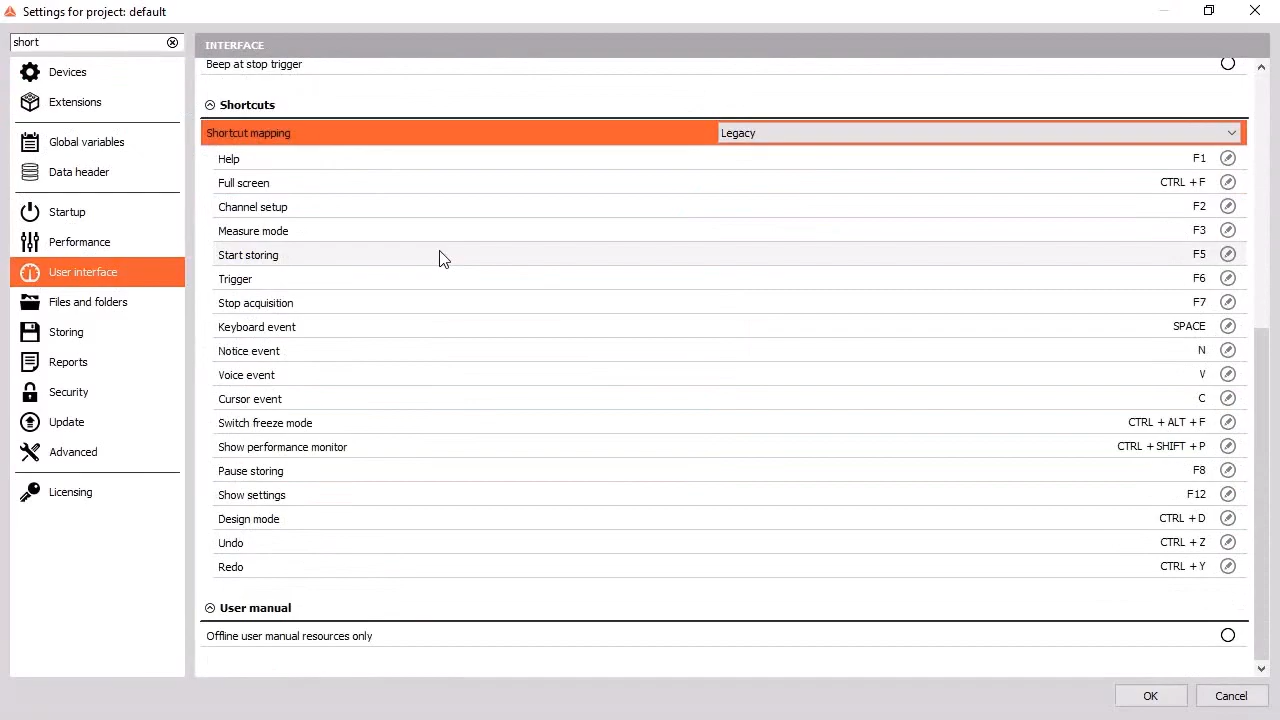 Settings for project: default
short
Devices
Extensions
Global variables
Data header
Startup
Performance
User interface
Files and folders
Storing
Reports
Security
Update
Advanced
Licensing
INTERFACE
Beep at stop trigger
Shortcuts
Shortcut mapping Legacy
Help F1
Full screen CTRL + F
Channel setup F2
Measure mode F3
Start storing F5
Trigger F6
Stop acquisition F7
Keyboard event SPACE
Notice event N
Voice event V
Cursor event C
Switch freeze mode CTRL + ALT + F
Show performance monitor CTRL + SHIFT + P
Pause storing F8
Show settings F12
Design mode CTRL + D
Undo CTRL + Z
Redo CTRL + Y
User manual
Offline user manual resources only
OK Cancel